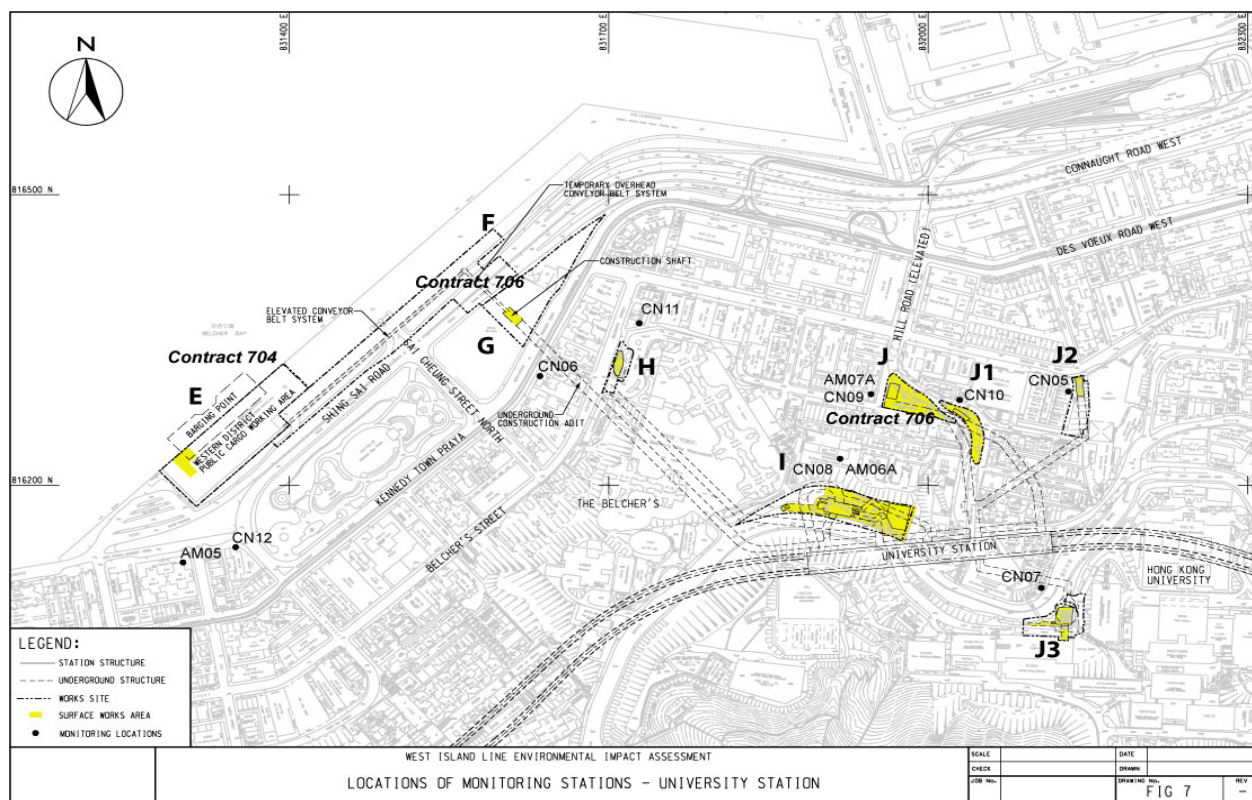 N
831400 E
831700 E
832000 E
832300 E
816500 N
816200 N
CONNAUGHT ROAD WEST
DES VOEUX ROAD WEST
HILL ROAD (ELEVATED)
TEMPORARY OVERHEAD
CONVEYOR BELT SYSTEM
F
CONSTRUCTION SHAFT
Contract 706
ELEVATED CONVEYOR
BELT SYSTEM
BELCHER BAY
G
CN11
Contract 704
E
BARGING POINT
WESTERN DISTRICT
PUBLIC CARGO WORKING AREA
SHING SAI ROAD
SAI CHEUNG STREET NORTH
CN06
H
UNDERGROUND
CONSTRUCTION ADIT
J
AM07A
CN09
Contract 706
J1
CN10
J2
CN05
KENNEDY TOWN PRAYA
BELCHER'S STREET
THE BELCHER'S
I
CN08
AM06A
UNIVERSITY STATION
HONG KONG
UNIVERSITY
CN07
J3
CN12
AM05
LEGEND:
STATION STRUCTURE
UNDERGROUND STRUCTURE
WORKS SITE
SURFACE WORKS AREA
MONITORING LOCATIONS
WEST ISLAND LINE ENVIRONMENTAL IMPACT ASSESSMENT
LOCATIONS OF MONITORING STATIONS - UNIVERSITY STATION
SCALE
DATE
CHECK
DRAWN
JOB No.
DRAWING No.
FIG 7
REV
-